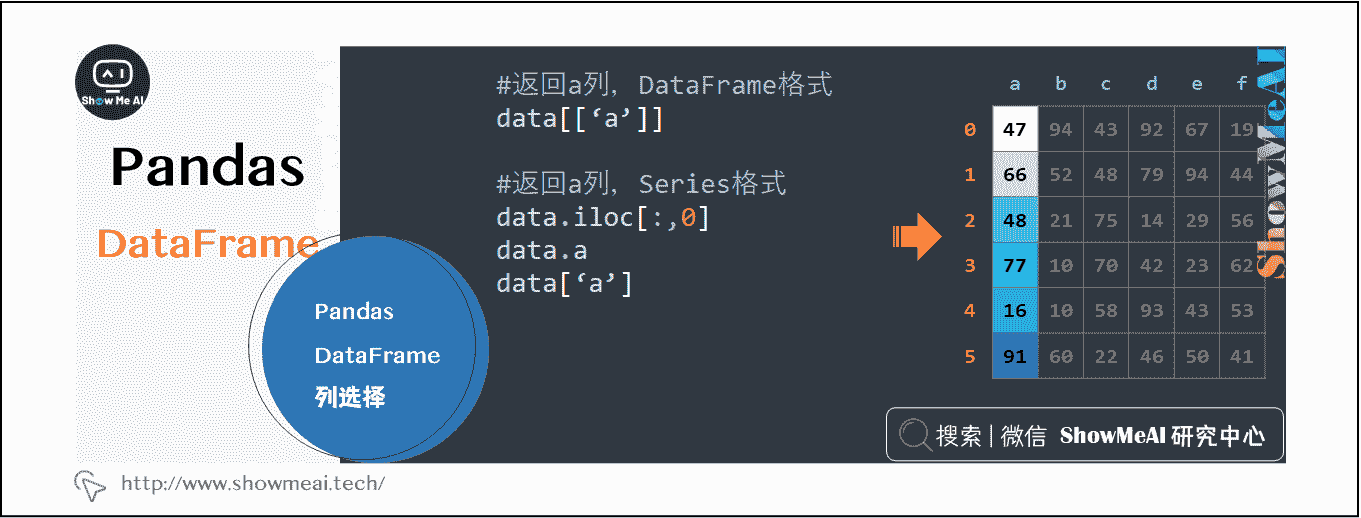 Show Me AI
Pandas
DataFrame
Pandas
DataFrame
列选择
#返回a列，DataFrame格式
data[[‘a’]]
#返回a列，Series格式
data.iloc[:,0]
data.a
data[‘a’]
a b c d e f
0 47 94 43 92 67 19
1 66 52 48 79 94 44
2 48 21 75 14 29 56
3 77 10 70 42 23 62
4 16 10 58 93 43 53
5 91 60 22 46 50 41
ShowMeAI
搜索 | 微信 ShowMeAI 研究中心
http://www.showmeai.tech/